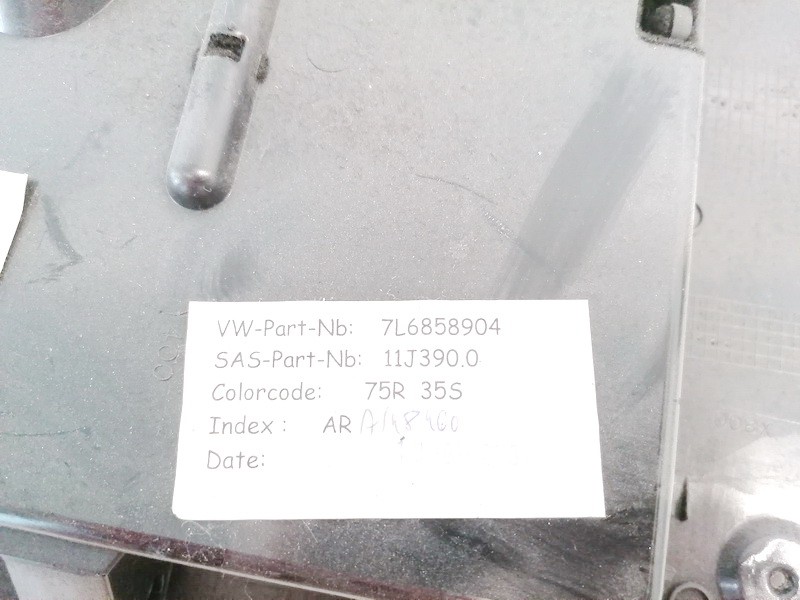 VW-Part-Nb: 7L6858904
SAS-Part-Nb: 11J390.0
Colorcode: 75R 35S
Index : AR
Date: